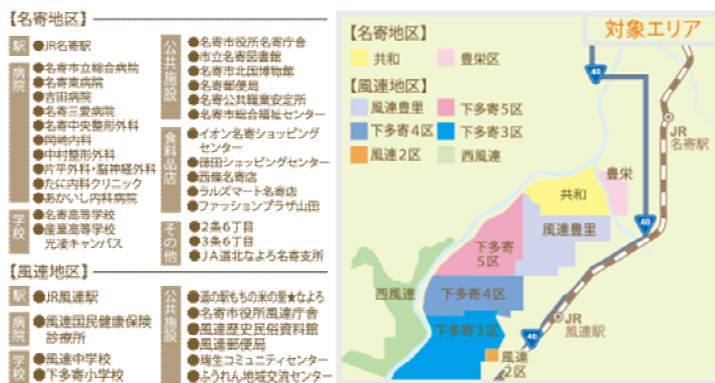 【名寄地区】
駅
●JR名寄駅
病院
●名寄市立総合病院
●名寄東病院
●吉田病院
●名寄三愛病院
●名寄中央整形外科
●岡崎内科
●中村整形外科
●片平外科・脳神経外科
●たに内科クリニック
●あかいし内科病院
学校
●名寄高等学校
●産業高等学校
光凌キャンパス
公共施設
●名寄市役所名寄庁舎
●市立名寄図書館
●名寄市北国博物館
●名寄郵便局
●名寄公共職業安定所
●名寄市総合福祉センター
食料品店
●イオン名寄ショッピング
センター
●徳田ショッピングセンター
●西條名寄店
●ラルズマート名寄店
●ファッションプラザ山田
その他
●2条6丁目
●3条6丁目
●JA道北なよろ名寄支所
【風連地区】
駅
●JR風連駅
病院
●風連国民健康保険
診療所
学校
●風連中学校
●下多寄小学校
公共施設
●道の駅もち米の里★なよろ
●名寄市役所風連庁舎
●風連歴史民俗資料館
●風連郵便局
●瑞生コミュニティセンター
●ふうれん地域交流センター
対象エリア
【名寄地区】
共和
豊栄区
【風連地区】
風連豊里
下多寄5区
下多寄4区
下多寄3区
風連2区
西風連
40
JR
名寄駅
豊栄
共和
40
風連豊里
下多寄
5区
西風連
下多寄4区
JR
風連駅
下多寄3区
40
風連
2区